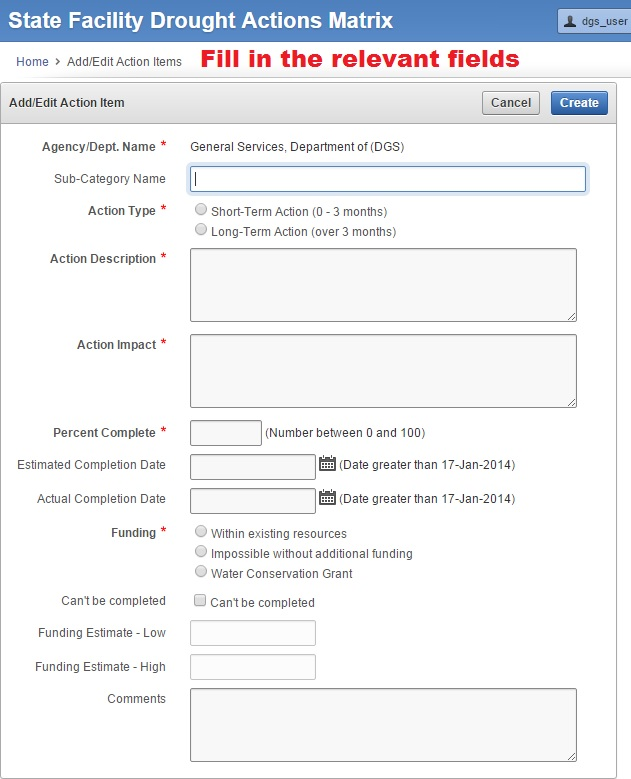 State Facility Drought Actions Matrix
dgs_user
Home > Add/Edit Action Items
Fill in the relevant fields
Add/Edit Action Item
Cancel
Create
Agency/Dept. Name * General Services, Department of (DGS)
Sub-Category Name
Action Type * Short-Term Action (0 - 3 months)
Long-Term Action (over 3 months)
Action Description *
Action Impact *
Percent Complete * (Number between 0 and 100)
Estimated Completion Date (Date greater than 17-Jan-2014)
Actual Completion Date (Date greater than 17-Jan-2014)
Funding * Within existing resources
Impossible without additional funding
Water Conservation Grant
Can't be completed Can't be completed
Funding Estimate - Low
Funding Estimate - High
Comments